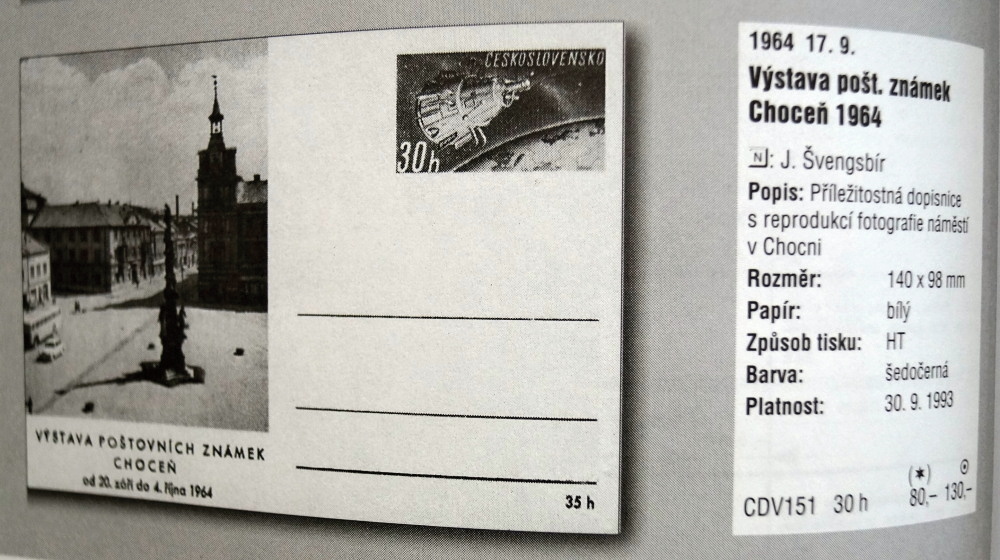 ČESKOSLOVENSKO
30h
VÝSTAVA POŠTOVNÍCH ZNÁMEK
CHOCEŇ
od 20. září do 4. října 1964
35 h
1964 17. 9.
Výstava pošt. známek
Choceň 1964
N: J. Švengsbír
Popis: Příležitostná dopisnice
s reprodukcí fotografie náměstí
v Chocni
Rozměr: 140 x 98 mm
Papír: bílý
Způsob tisku: HT
Barva: šedočerná
Platnost: 30. 9. 1993
(*) ⊙
CDV151 30 h 80,- 130,-